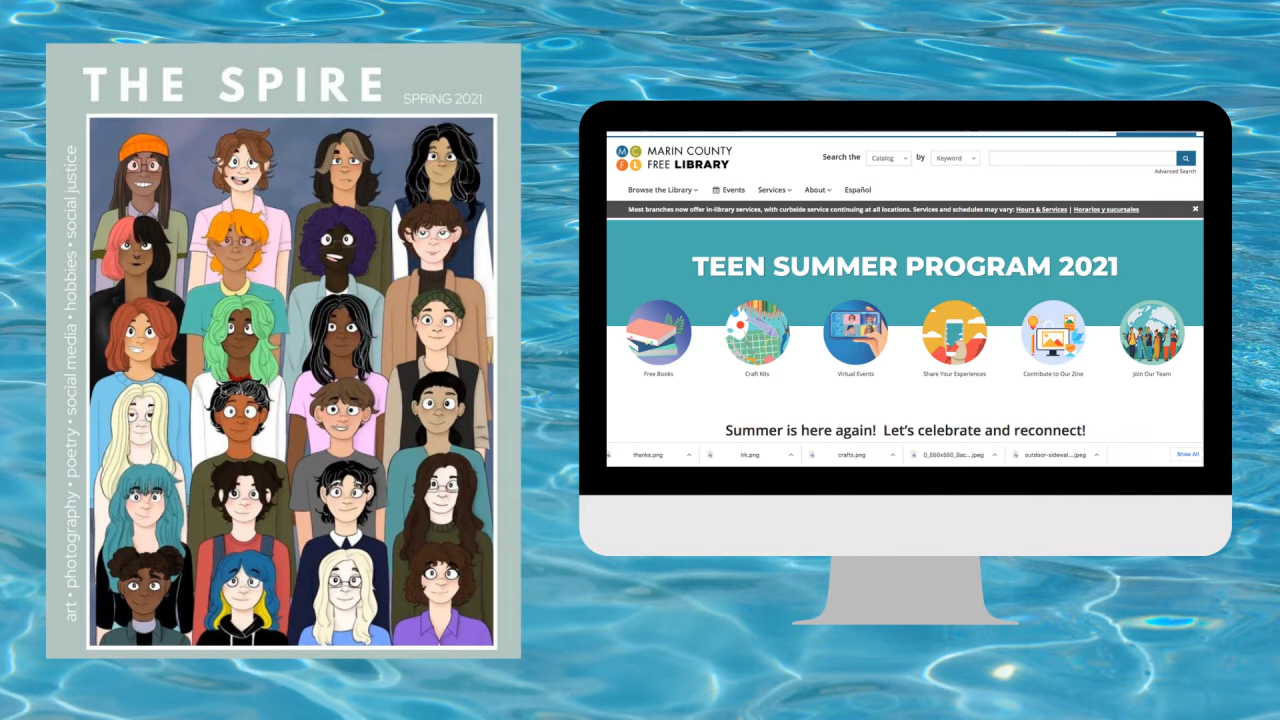 THE SPIRE
SPRING 2021
art • photography • poetry • social media • hobbies • social justice
M C F L
MARIN COUNTY
FREE LIBRARY
Search the Catalog by Keyword
Advanced Search
Browse the Library Events Services About Español
Most branches now offer in-library services, with curbside service continuing at all locations. Services and schedules may vary: Hours & Services | Horarios y sucursales ×
TEEN SUMMER PROGRAM 2021
Free Books Craft Kits Virtual Events Share Your Experiences Contribute to Our Zine Join Our Team
Summer is here again! Let's celebrate and reconnect!
thanks.png lrk.png crafts.png 0_550x550_Bac...jpeg outdoor-sidewal....jpeg Show All